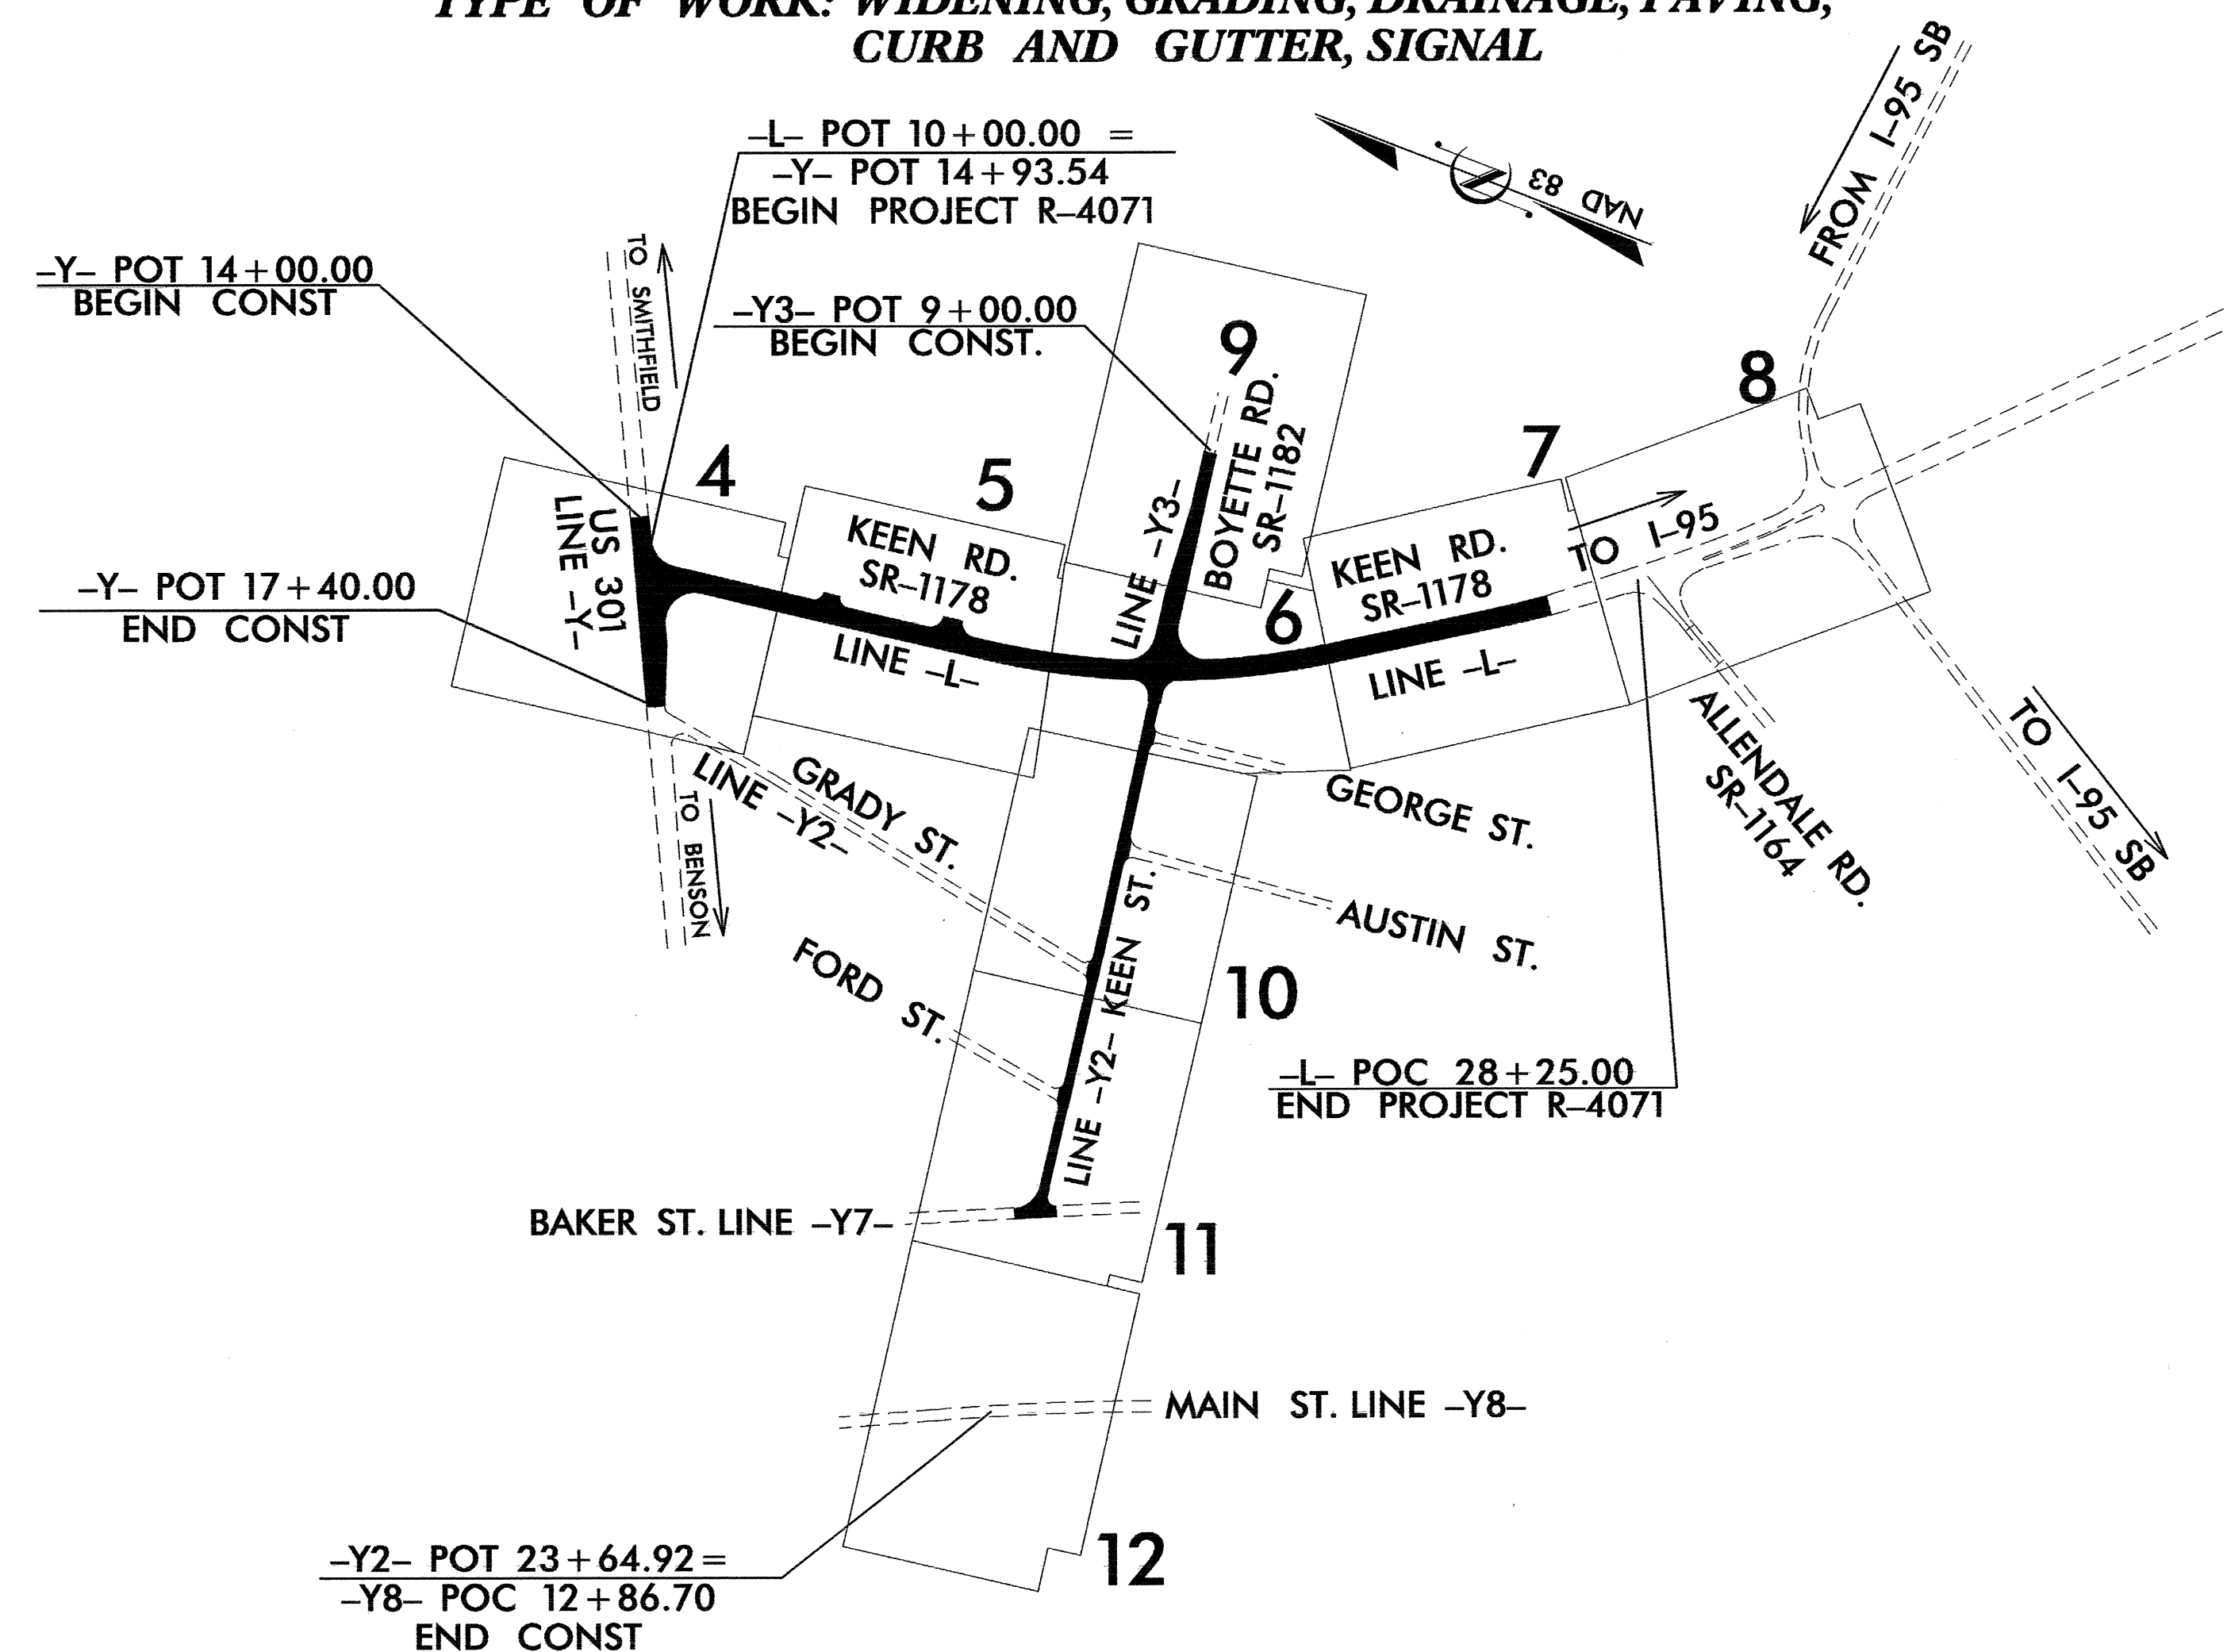 TYPE OF WORK: WIDENING, GRADING, DRAINAGE, PAVING,
CURB AND GUTTER, SIGNAL
FROM I-95 SB
-L- POT 10+00.00 =
-Y- POT 14+93.54
BEGIN PROJECT R-4071
NAD 83
-Y- POT 14+00.00
BEGIN CONST
TO SMITHFIELD
-Y3- POT 9+00.00
BEGIN CONST.
9
BOYETTE RD.
SR-1182
8
4
5
7
US 301
LINE -Y-
KEEN RD.
SR-1178
LINE -Y3-
6
KEEN RD.
SR-1178
TO I-95
-Y- POT 17+40.00
END CONST
LINE -L-
LINE -L-
GRADY ST.
LINE -Y2-
TO BENSON
GEORGE ST.
ALLENDALE RD.
SR-1164
TO I-95 SB
KEEN ST.
AUSTIN ST.
FORD ST.
10
LINE -Y2-
-L- POC 28+25.00
END PROJECT R-4071
BAKER ST. LINE -Y7-
11
MAIN ST. LINE -Y8-
12
-Y2- POT 23+64.92=
-Y8- POC 12+86.70
END CONST